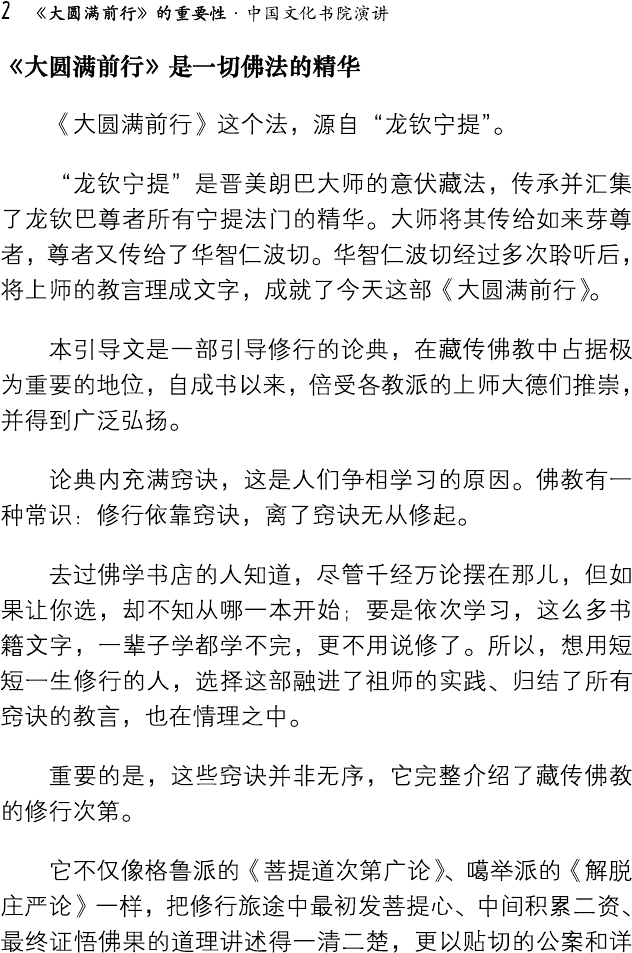 2 《大圆满前行》的重要性·中国文化书院演讲
《大圆满前行》是一切佛法的精华
《大圆满前行》这个法，源自“龙钦宁提”。
“龙钦宁提”是晋美朗巴大师的意伏藏法，传承并汇集
了龙钦巴尊者所有宁提法门的精华。大师将其传给如来芽尊
者，尊者又传给了华智仁波切。华智仁波切经过多次聆听后，
将上师的教言理成文字，成就了今天这部《大圆满前行》。
本引导文是一部引导修行的论典，在藏传佛教中占据极
为重要的地位，自成书以来，倍受各教派的上师大德们推崇，
并得到广泛弘扬。
论典内充满窍诀，这是人们争相学习的原因。佛教有一
种常识：修行依靠窍诀，离了窍诀无从修起。
去过佛学书店的人知道，尽管千经万论摆在那儿，但如
果让你选，却不知从哪一本开始；要是依次学习，这么多书
籍文字，一辈子学都学不完，更不用说修了。所以，想用短
短一生修行的人，选择这部融进了祖师的实践、归结了所有
窍诀的教言，也在情理之中。
重要的是，这些窍诀并非无序，它完整介绍了藏传佛教
的修行次第。
它不仅像格鲁派的《菩提道次第广论》、噶举派的《解脱
庄严论》一样，把修行旅途中最初发菩提心、中间积累二资、
最终证悟佛果的道理讲述得一清二楚，更以贴切的公案和详